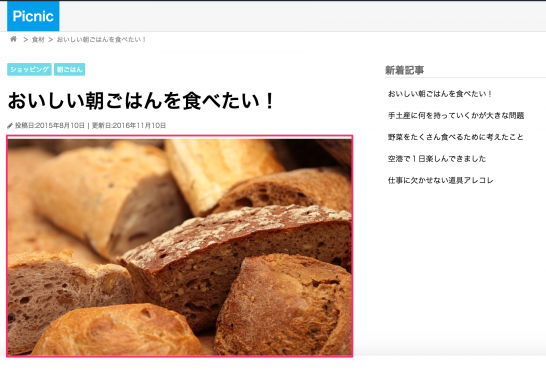 Picnic
> 食材 > おいしい朝ごはんを食べたい！
ショッピング 朝ごはん
おいしい朝ごはんを食べたい！
投稿日:2015年8月10日 | 更新日:2016年11月10日
新着記事
おいしい朝ごはんを食べたい！
手土産に何を持っていくかが大きな問題
野菜をたくさん食べるために考えたこと
空港で１日楽しんできました
仕事に欠かせない道具アレコレ